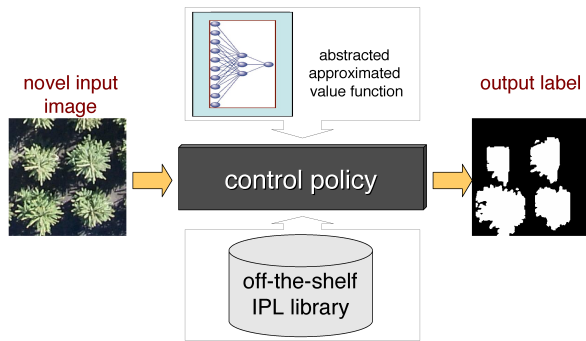 abstracted
approximated
value function
novel input
image
output label
control policy
off-the-shelf
IPL library